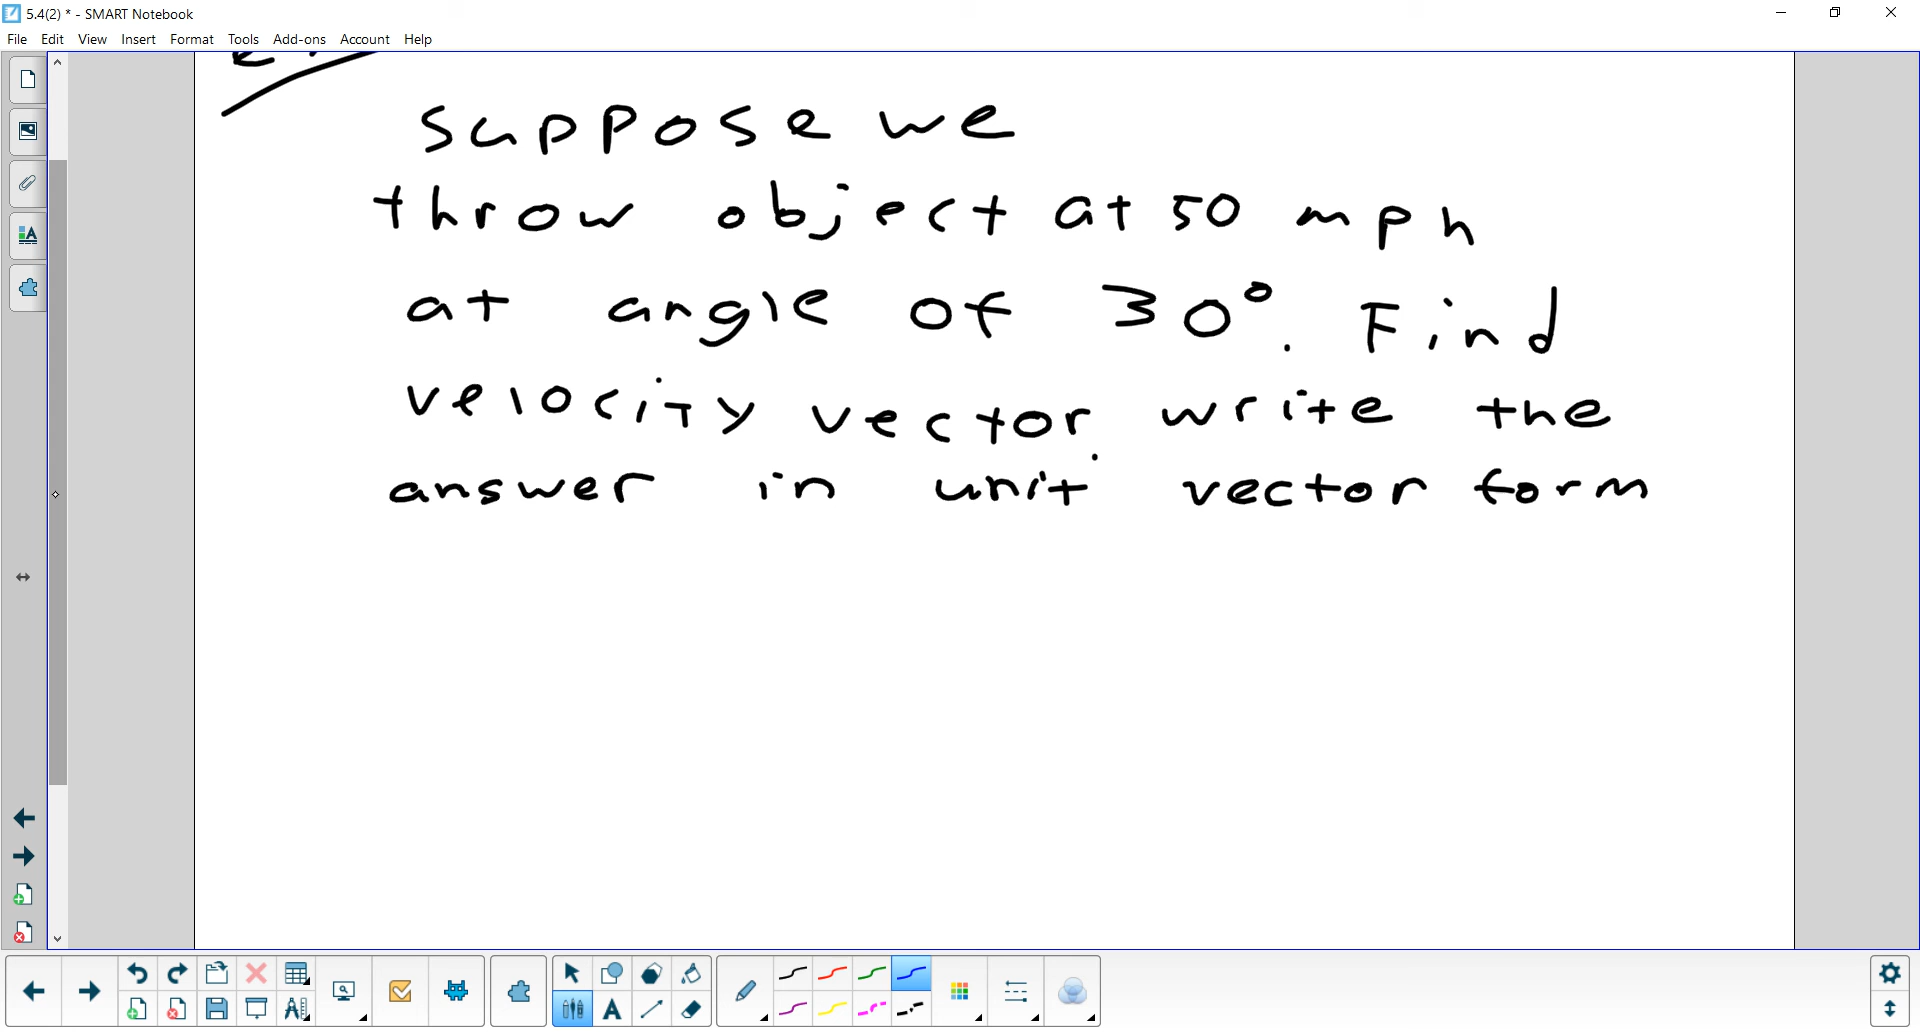 5.4(2) * - SMART Notebook
File Edit View Insert Format Tools Add-ons Account Help
suppose we
throw object at 50 mph
at angle of 30°. Find
velocity vector. write the
answer in unit vector form